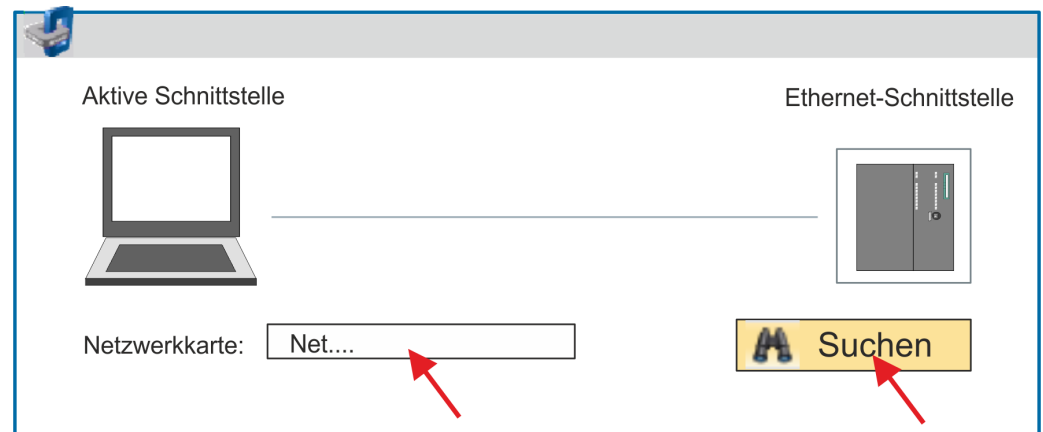 Aktive Schnittstelle
Ethernet-Schnittstelle
Netzwerkkarte:
Net....
Suchen